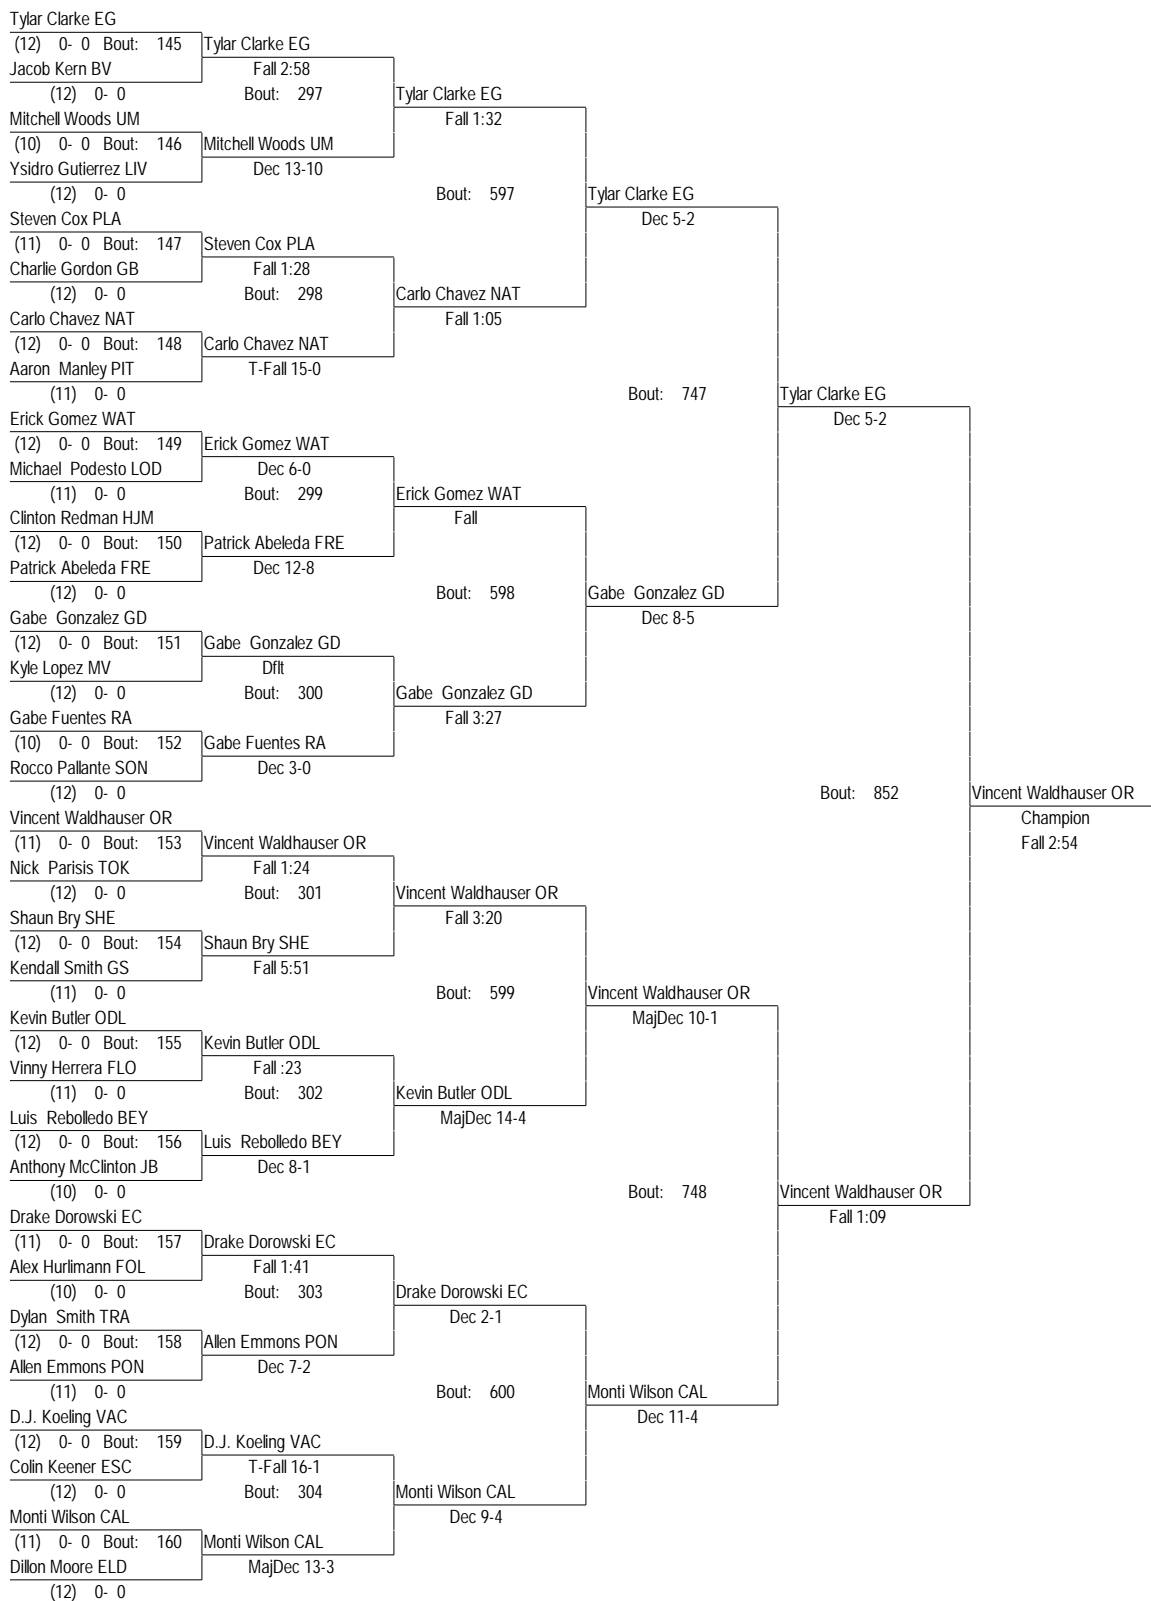 Tylar Clarke EG
(12) 0- 0 Bout: 145 Tylar Clarke EG
Jacob Kern BV Fall 2:58
(12) 0- 0 Bout: 297 Tylar Clarke EG
Mitchell Woods UM Fall 1:32
(10) 0- 0 Bout: 146 Mitchell Woods UM
Ysidro Gutierrez LIV Dec 13-10
(12) 0- 0 Bout: 597 Tylar Clarke EG
Steven Cox PLA Dec 5-2
(11) 0- 0 Bout: 147 Steven Cox PLA
Charlie Gordon GB Fall 1:28
(12) 0- 0 Bout: 298 Carlo Chavez NAT
Carlo Chavez NAT Fall 1:05
(12) 0- 0 Bout: 148 Carlo Chavez NAT
Aaron Manley PIT T-Fall 15-0
(11) 0- 0 Bout: 747 Tylar Clarke EG
Erick Gomez WAT Dec 5-2
(12) 0- 0 Bout: 149 Erick Gomez WAT
Michael Podesto LOD Dec 6-0
(11) 0- 0 Bout: 299 Erick Gomez WAT
Clinton Redman HJM Fall
(12) 0- 0 Bout: 150 Patrick Abeleda FRE
Patrick Abeleda FRE Dec 12-8
(12) 0- 0 Bout: 598 Gabe Gonzalez GD
Gabe Gonzalez GD Dec 8-5
(12) 0- 0 Bout: 151 Gabe Gonzalez GD
Kyle Lopez MV Dflt
(12) 0- 0 Bout: 300 Gabe Gonzalez GD
Gabe Fuentes RA Fall 3:27
(10) 0- 0 Bout: 152 Gabe Fuentes RA
Rocco Pallante SON Dec 3-0
(12) 0- 0 Bout: 852 Vincent Waldhauser OR
Vincent Waldhauser OR Champion
(11) 0- 0 Bout: 153 Vincent Waldhauser OR Fall 2:54
Nick Parisis TOK Fall 1:24
(12) 0- 0 Bout: 301 Vincent Waldhauser OR
Shaun Bry SHE Fall 3:20
(12) 0- 0 Bout: 154 Shaun Bry SHE
Kendall Smith GS Fall 5:51
(11) 0- 0 Bout: 599 Vincent Waldhauser OR
Kevin Butler ODL MajDec 10-1
(12) 0- 0 Bout: 155 Kevin Butler ODL
Vinny Herrera FLO Fall :23
(11) 0- 0 Bout: 302 Kevin Butler ODL
Luis Rebolledo BEY MajDec 14-4
(12) 0- 0 Bout: 156 Luis Rebolledo BEY
Anthony McClinton JB Dec 8-1
(10) 0- 0 Bout: 748 Vincent Waldhauser OR
Drake Dorowski EC Fall 1:09
(11) 0- 0 Bout: 157 Drake Dorowski EC
Alex Hurlimann FOL Fall 1:41
(10) 0- 0 Bout: 303 Drake Dorowski EC
Dylan Smith TRA Dec 2-1
(12) 0- 0 Bout: 158 Allen Emmons PON
Allen Emmons PON Dec 7-2
(11) 0- 0 Bout: 600 Monti Wilson CAL
D.J. Koeling VAC Dec 11-4
(12) 0- 0 Bout: 159 D.J. Koeling VAC
Colin Keener ESC T-Fall 16-1
(12) 0- 0 Bout: 304 Monti Wilson CAL
Monti Wilson CAL Dec 9-4
(11) 0- 0 Bout: 160 Monti Wilson CAL
Dillon Moore ELD MajDec 13-3
(12) 0- 0